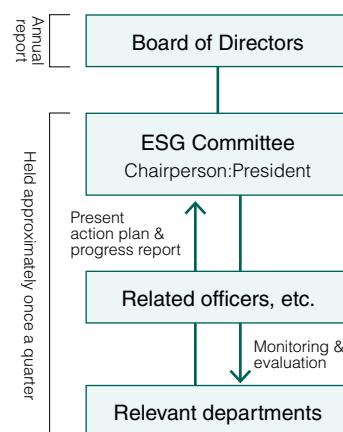 Annual
report
Board of Directors
Held approximately once a quarter
ESG Committee
Chairperson:President
Present
action plan &
progress report
Related officers, etc.
Monitoring &
evaluation
Relevant departments